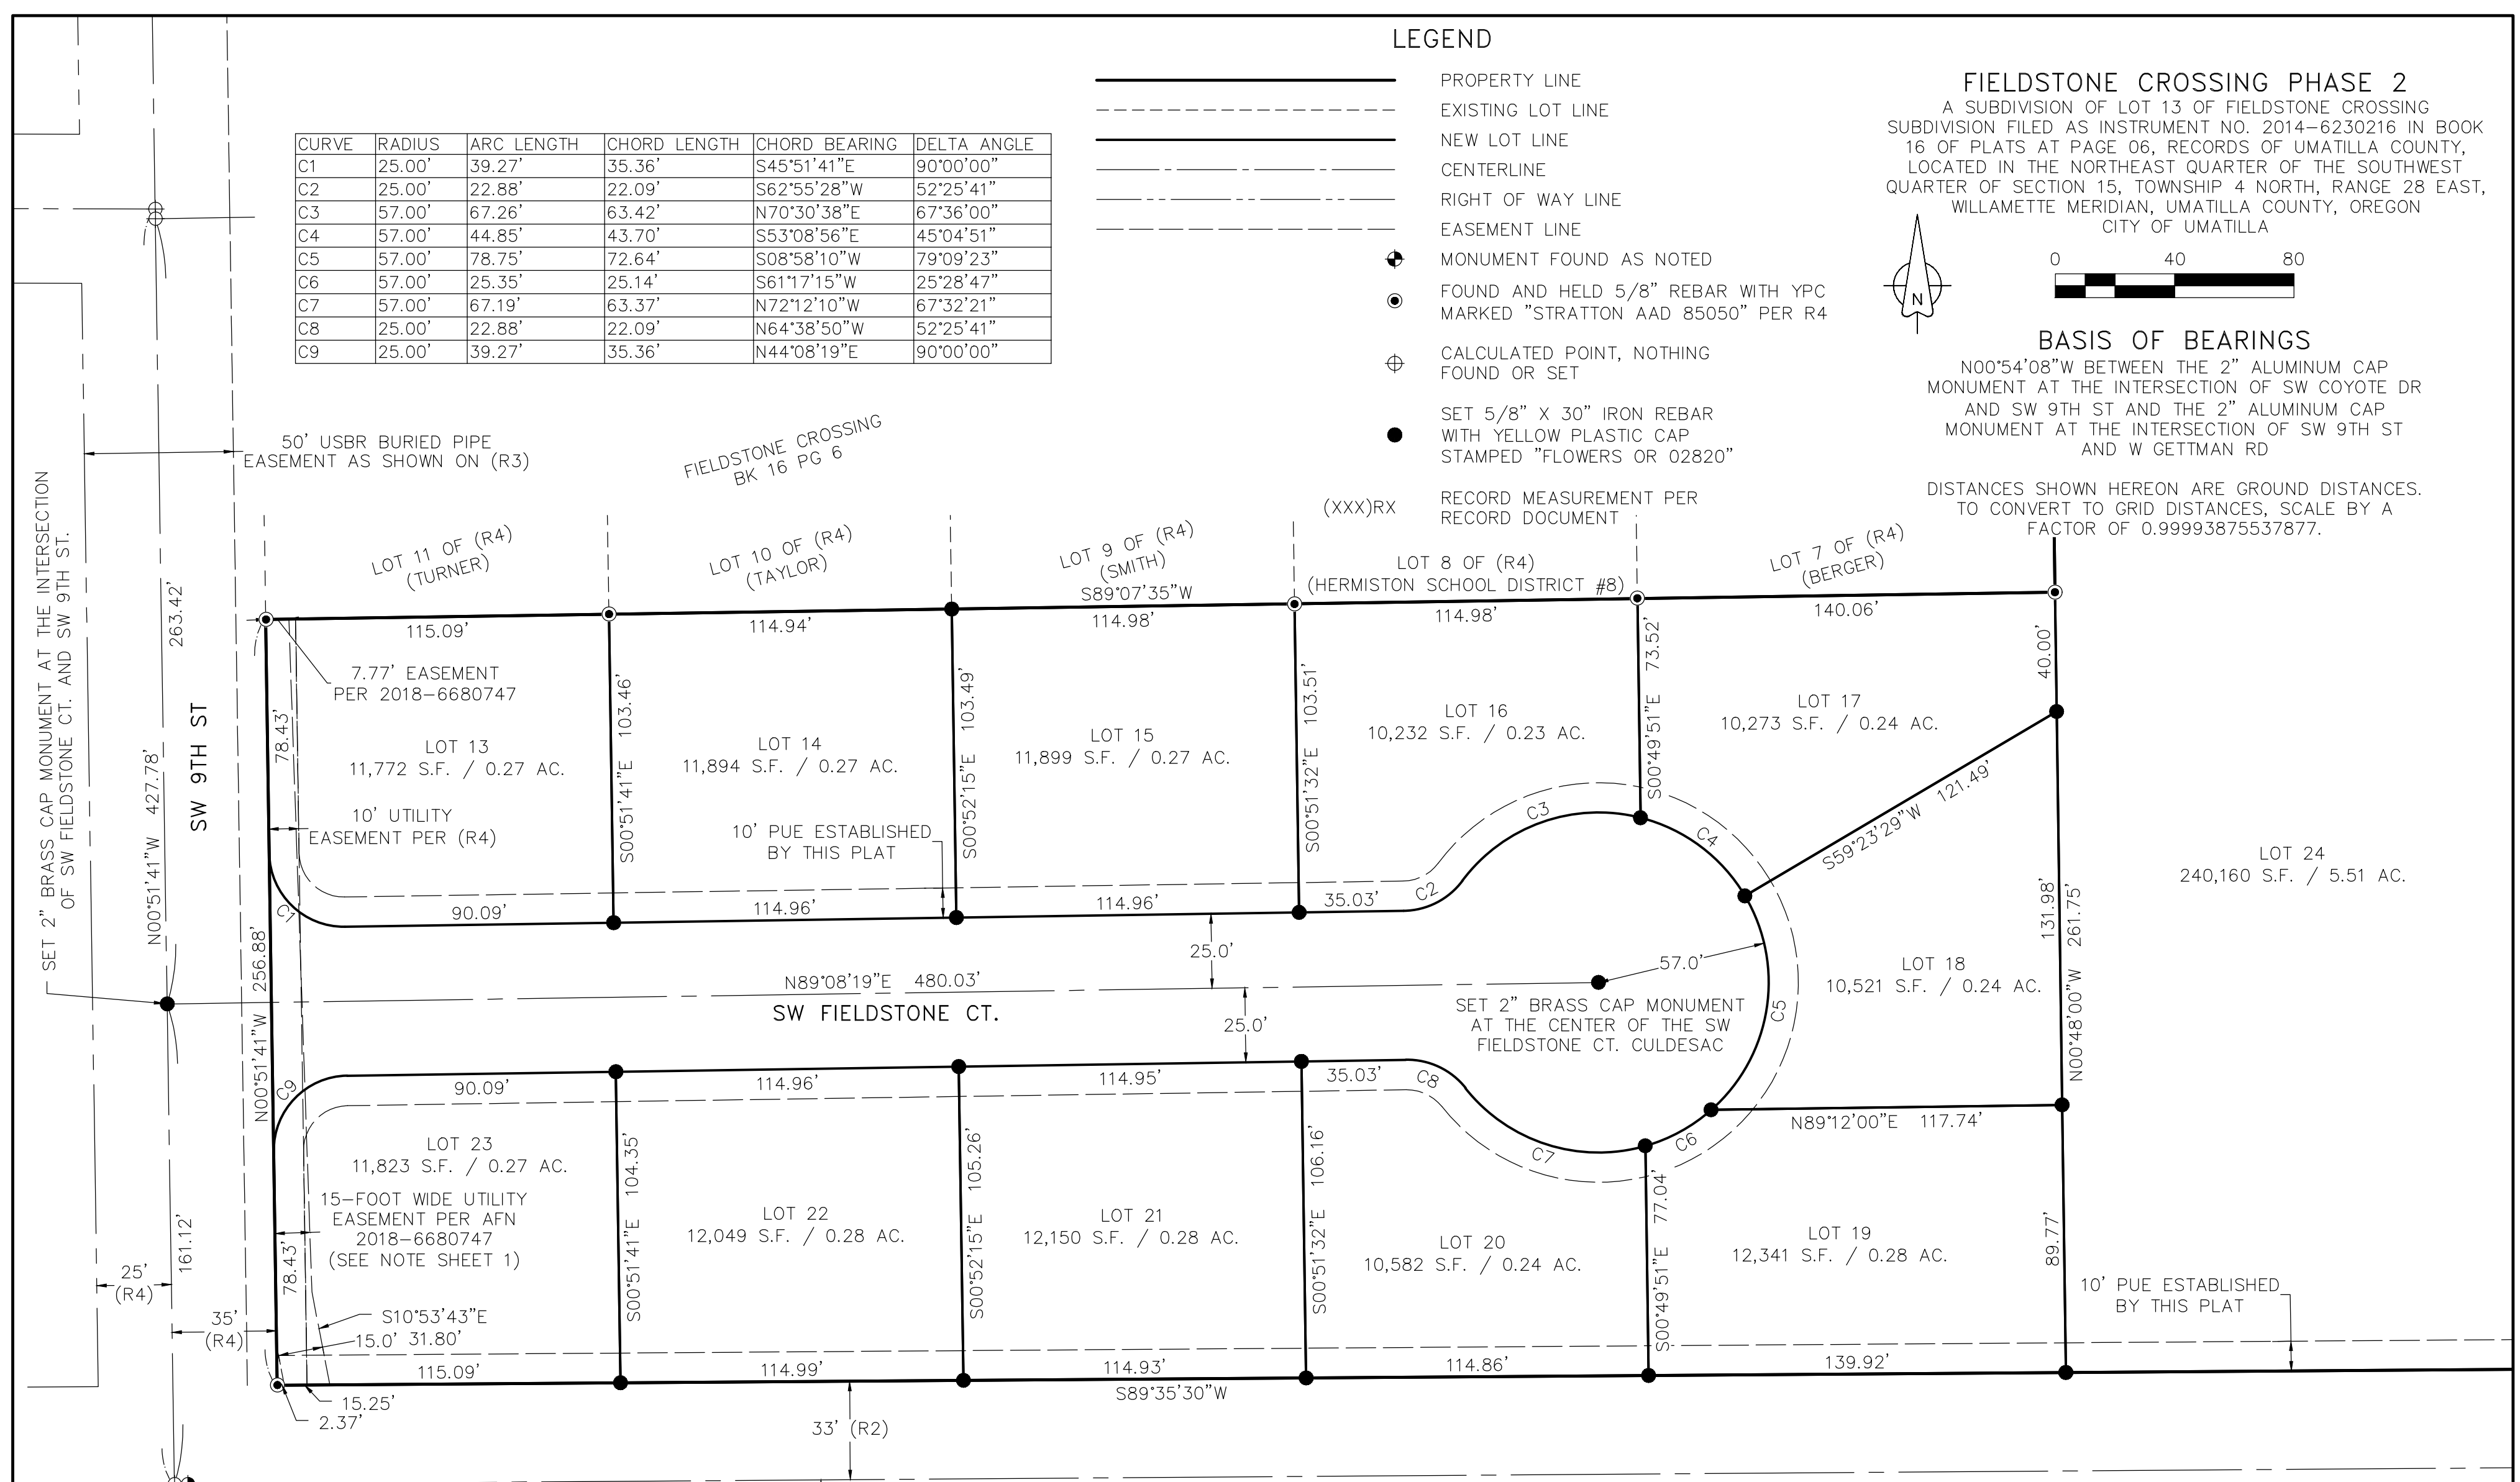 LEGEND
PROPERTY LINE
EXISTING LOT LINE
NEW LOT LINE
CENTERLINE
RIGHT OF WAY LINE
EASEMENT LINE
MONUMENT FOUND AS NOTED
FOUND AND HELD 5/8" REBAR WITH YPC
MARKED "STRATTON AAD 85050" PER R4
CALCULATED POINT, NOTHING
FOUND OR SET
SET 5/8" X 30" IRON REBAR
WITH YELLOW PLASTIC CAP
STAMPED "FLOWERS OR 02820"
(XXX)RX
RECORD MEASUREMENT PER
RECORD DOCUMENT
FIELDSTONE CROSSING PHASE 2
A SUBDIVISION OF LOT 13 OF FIELDSTONE CROSSING
SUBDIVISION FILED AS INSTRUMENT NO. 2014-6230216 IN BOOK
16 OF PLATS AT PAGE 06, RECORDS OF UMATILLA COUNTY,
LOCATED IN THE NORTHEAST QUARTER OF THE SOUTHWEST
QUARTER OF SECTION 15, TOWNSHIP 4 NORTH, RANGE 28 EAST,
WILLAMETTE MERIDIAN, UMATILLA COUNTY, OREGON
CITY OF UMATILLA
N
0 40 80
BASIS OF BEARINGS
N00°54'08"W BETWEEN THE 2" ALUMINUM CAP
MONUMENT AT THE INTERSECTION OF SW COYOTE DR
AND SW 9TH ST AND THE 2" ALUMINUM CAP
MONUMENT AT THE INTERSECTION OF SW 9TH ST
AND W GETTMAN RD
DISTANCES SHOWN HEREON ARE GROUND DISTANCES.
TO CONVERT TO GRID DISTANCES, SCALE BY A
FACTOR OF 0.99993875537877.
CURVE RADIUS ARC LENGTH CHORD LENGTH CHORD BEARING DELTA ANGLE
C1 25.00' 39.27' 35.36' S45°51'41"E 90°00'00"
C2 25.00' 22.88' 22.09' S62°55'28"W 52°25'41"
C3 57.00' 67.26' 63.42' N70°30'38"E 67°36'00"
C4 57.00' 44.85' 43.70' S53°08'56"E 45°04'51"
C5 57.00' 78.75' 72.64' S08°58'10"W 79°09'23"
C6 57.00' 25.35' 25.14' S61°17'15"W 25°28'47"
C7 57.00' 67.19' 63.37' N72°12'10"W 67°32'21"
C8 25.00' 22.88' 22.09' N64°38'50"W 52°25'41"
C9 25.00' 39.27' 35.36' N44°08'19"E 90°00'00"
50' USBR BURIED PIPE
EASEMENT AS SHOWN ON (R3)
FIELDSTONE CROSSING
BK 16 PG 6
SET 2" BRASS CAP MONUMENT AT THE INTERSECTION
OF SW FIELDSTONE CT. AND SW 9TH ST.
263.42'
N00°51'41"W 427.78'
SW 9TH ST
LOT 11 OF (R4)
(TURNER)
LOT 10 OF (R4)
(TAYLOR)
LOT 9 OF (R4)
(SMITH)
S89°07'35"W
LOT 8 OF (R4)
(HERMISTON SCHOOL DISTRICT #8)
LOT 7 OF (R4)
(BERGER)
115.09'
114.94'
114.98'
114.98'
140.06'
7.77' EASEMENT
PER 2018-6680747
78.43'
LOT 13
11,772 S.F. / 0.27 AC.
10' UTILITY
EASEMENT PER (R4)
S00°51'41"E 103.46'
LOT 14
11,894 S.F. / 0.27 AC.
10' PUE ESTABLISHED
BY THIS PLAT
S00°52'15"E 103.49'
LOT 15
11,899 S.F. / 0.27 AC.
S00°51'32"E 103.51'
LOT 16
10,232 S.F. / 0.23 AC.
S00°49'51"E 73.52'
LOT 17
10,273 S.F. / 0.24 AC.
40.00'
S59°23'29"W 121.49'
LOT 24
240,160 S.F. / 5.51 AC.
C1
90.09'
114.96'
114.96'
35.03'
C2
C3
C4
C5
N00°51'41"W 256.88'
25.0'
57.0'
N89°08'19"E 480.03'
SW FIELDSTONE CT.
25.0'
SET 2" BRASS CAP MONUMENT
AT THE CENTER OF THE SW
FIELDSTONE CT. CULDESAC
LOT 18
10,521 S.F. / 0.24 AC.
131.98'
N00°48'00"W 261.75'
C9
90.09'
114.96'
114.95'
35.03'
C8
C7
C6
N89°12'00"E 117.74'
LOT 23
11,823 S.F. / 0.27 AC.
15-FOOT WIDE UTILITY
EASEMENT PER AFN
2018-6680747
(SEE NOTE SHEET 1)
78.43'
161.12'
25'
(R4)
35'
(R4)
S10°53'43"E
15.0' 31.80'
S00°51'41"E 104.35'
LOT 22
12,049 S.F. / 0.28 AC.
S00°52'15"E 105.26'
LOT 21
12,150 S.F. / 0.28 AC.
S00°51'32"E 106.16'
LOT 20
10,582 S.F. / 0.24 AC.
S00°49'51"E 77.04'
LOT 19
12,341 S.F. / 0.28 AC.
89.77'
10' PUE ESTABLISHED
BY THIS PLAT
115.09'
114.99'
114.93'
114.86'
139.92'
S89°35'30"W
15.25'
2.37'
33' (R2)